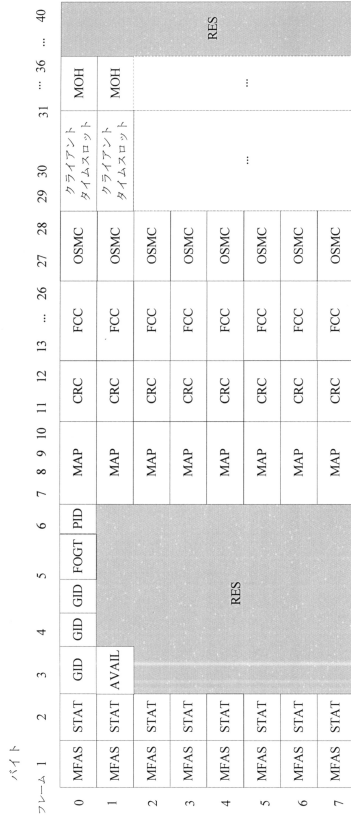 バイト
フレーム 1 2 3 4 5 6 7 8 9 10 11 12 13 … 26 27 28 29 30 31 … 36 … 40
0 MFAS STAT GID GID GID FOGT PID MAP CRC FCC OSMC クライアント タイムスロット MOH
1 MFAS STAT AVAIL MAP CRC FCC OSMC クライアント タイムスロット MOH
2 MFAS STAT MAP CRC FCC OSMC
3 MFAS STAT MAP CRC FCC OSMC
4 MFAS STAT RES MAP CRC FCC OSMC … … RES
5 MFAS STAT MAP CRC FCC OSMC
6 MFAS STAT MAP CRC FCC OSMC
7 MFAS STAT MAP CRC FCC OSMC